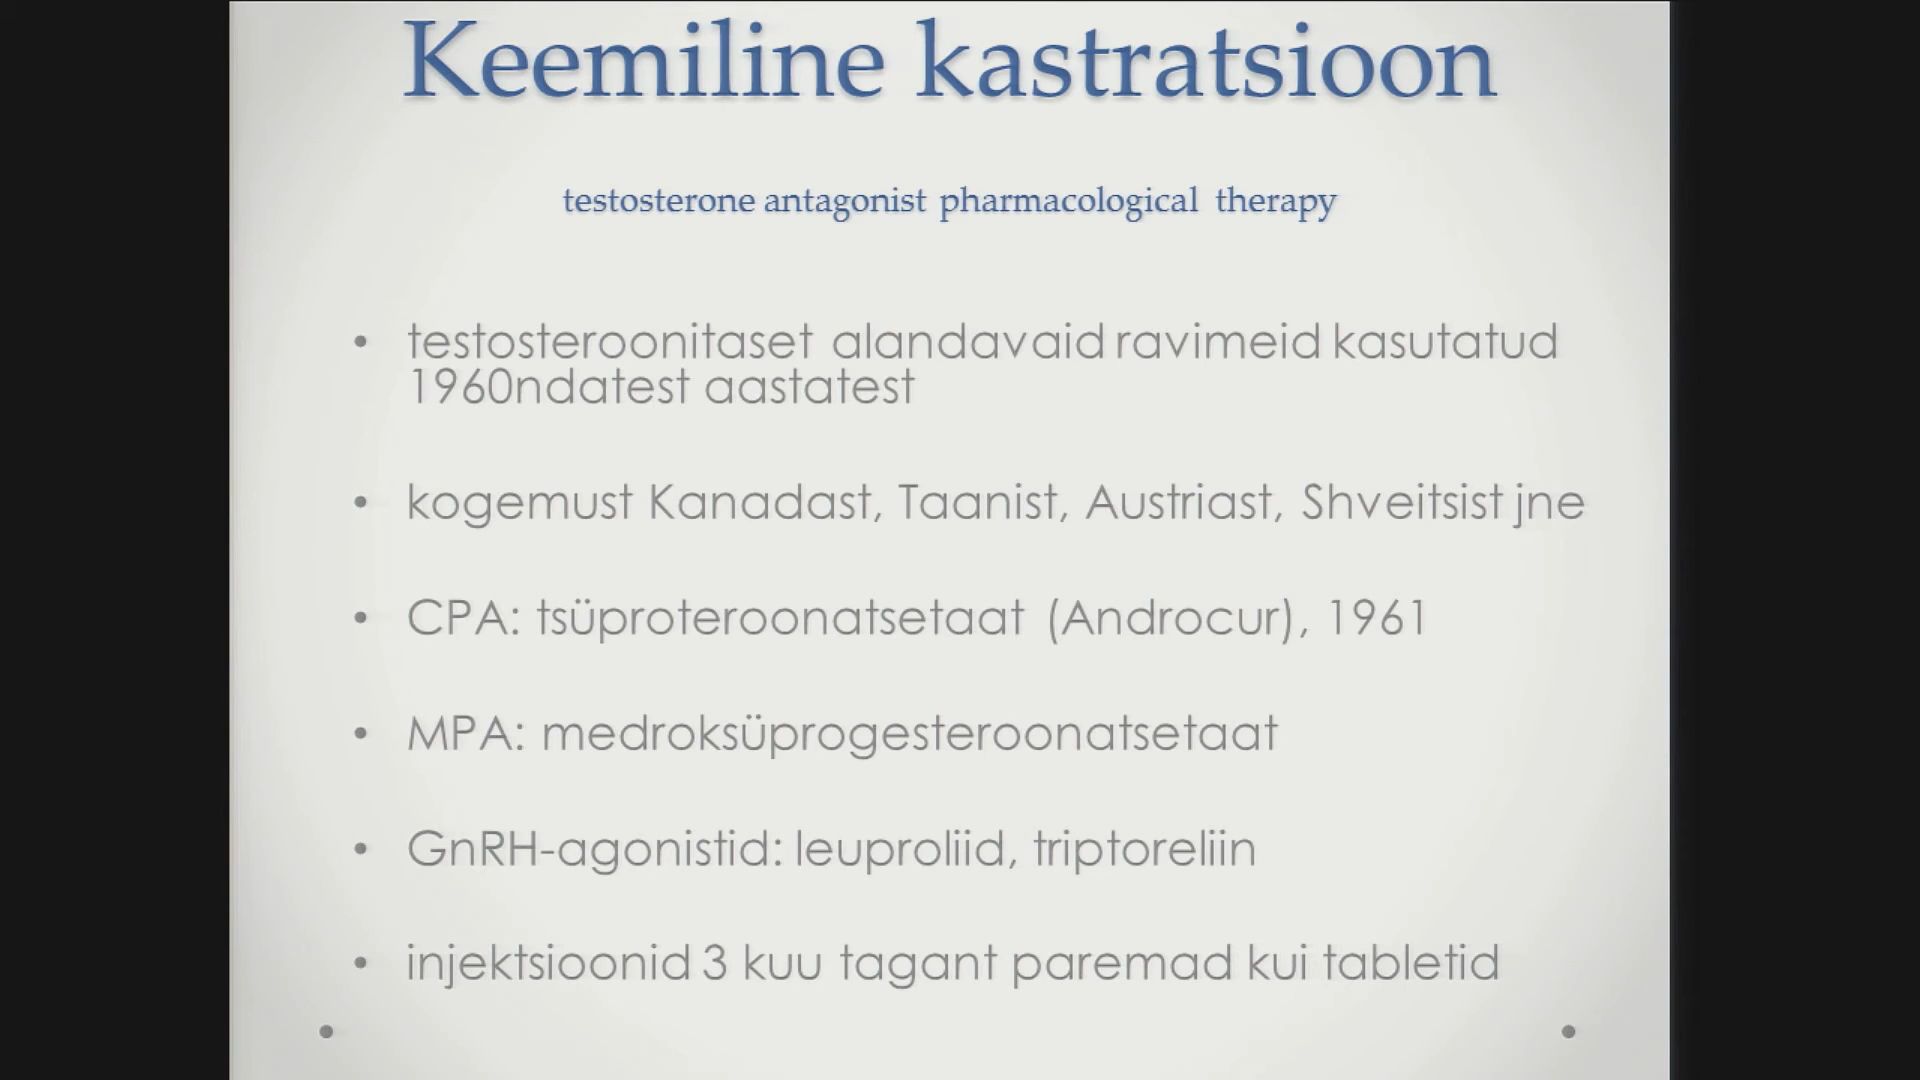 Keemiline kastratsioon
testosterone antagonist pharmacological therapy
• testosteroonitaset alandavaid ravimeid kasutatud
1960ndatest aastatest
• kogemust Kanadast, Taanist, Austriast, Shveitsist jne
• CPA: tsüproteroonatsetaat (Androcur), 1961
• MPA: medroksüprogesteroonatsetaat
• GnRH-agonistid: leuproliid, triptoreliin
• injektsioonid 3 kuu tagant paremad kui tabletid